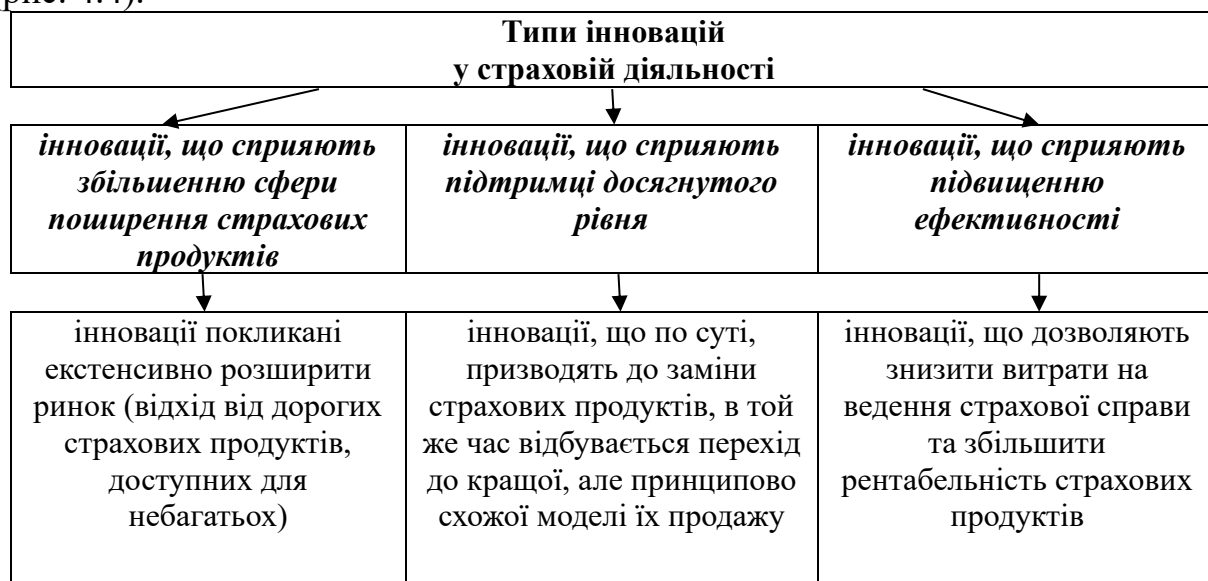 рис. 4.4).
Типи інновацій
у страховій діяльності
інновації, що сприяють
збільшенню сфери
поширення страхових
продуктів
інновації, що сприяють
підтримці досягнутого
рівня
інновації, що сприяють
підвищенню
ефективності
інновації покликані
екстенсивно розширити
ринок (відхід від дорогих
страхових продуктів,
доступних для
небагатьох)
інновації, що по суті,
призводять до заміни
страхових продуктів, в той
же час відбувається перехід
до кращої, але принципово
схожої моделі їх продажу
інновації, що дозволяють
знизити витрати на
ведення страхової справи
та збільшити
рентабельність страхових
продуктів